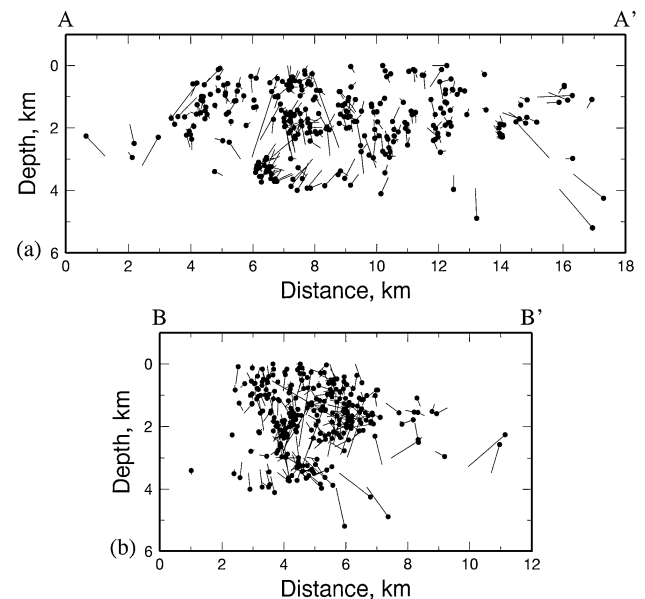 A A'
0
2
4
6
Depth, km
(a)
0 2 4 6 8 10 12 14 16 18
Distance, km
B B'
0
2
4
6
Depth, km
(b)
0 2 4 6 8 10 12
Distance, km